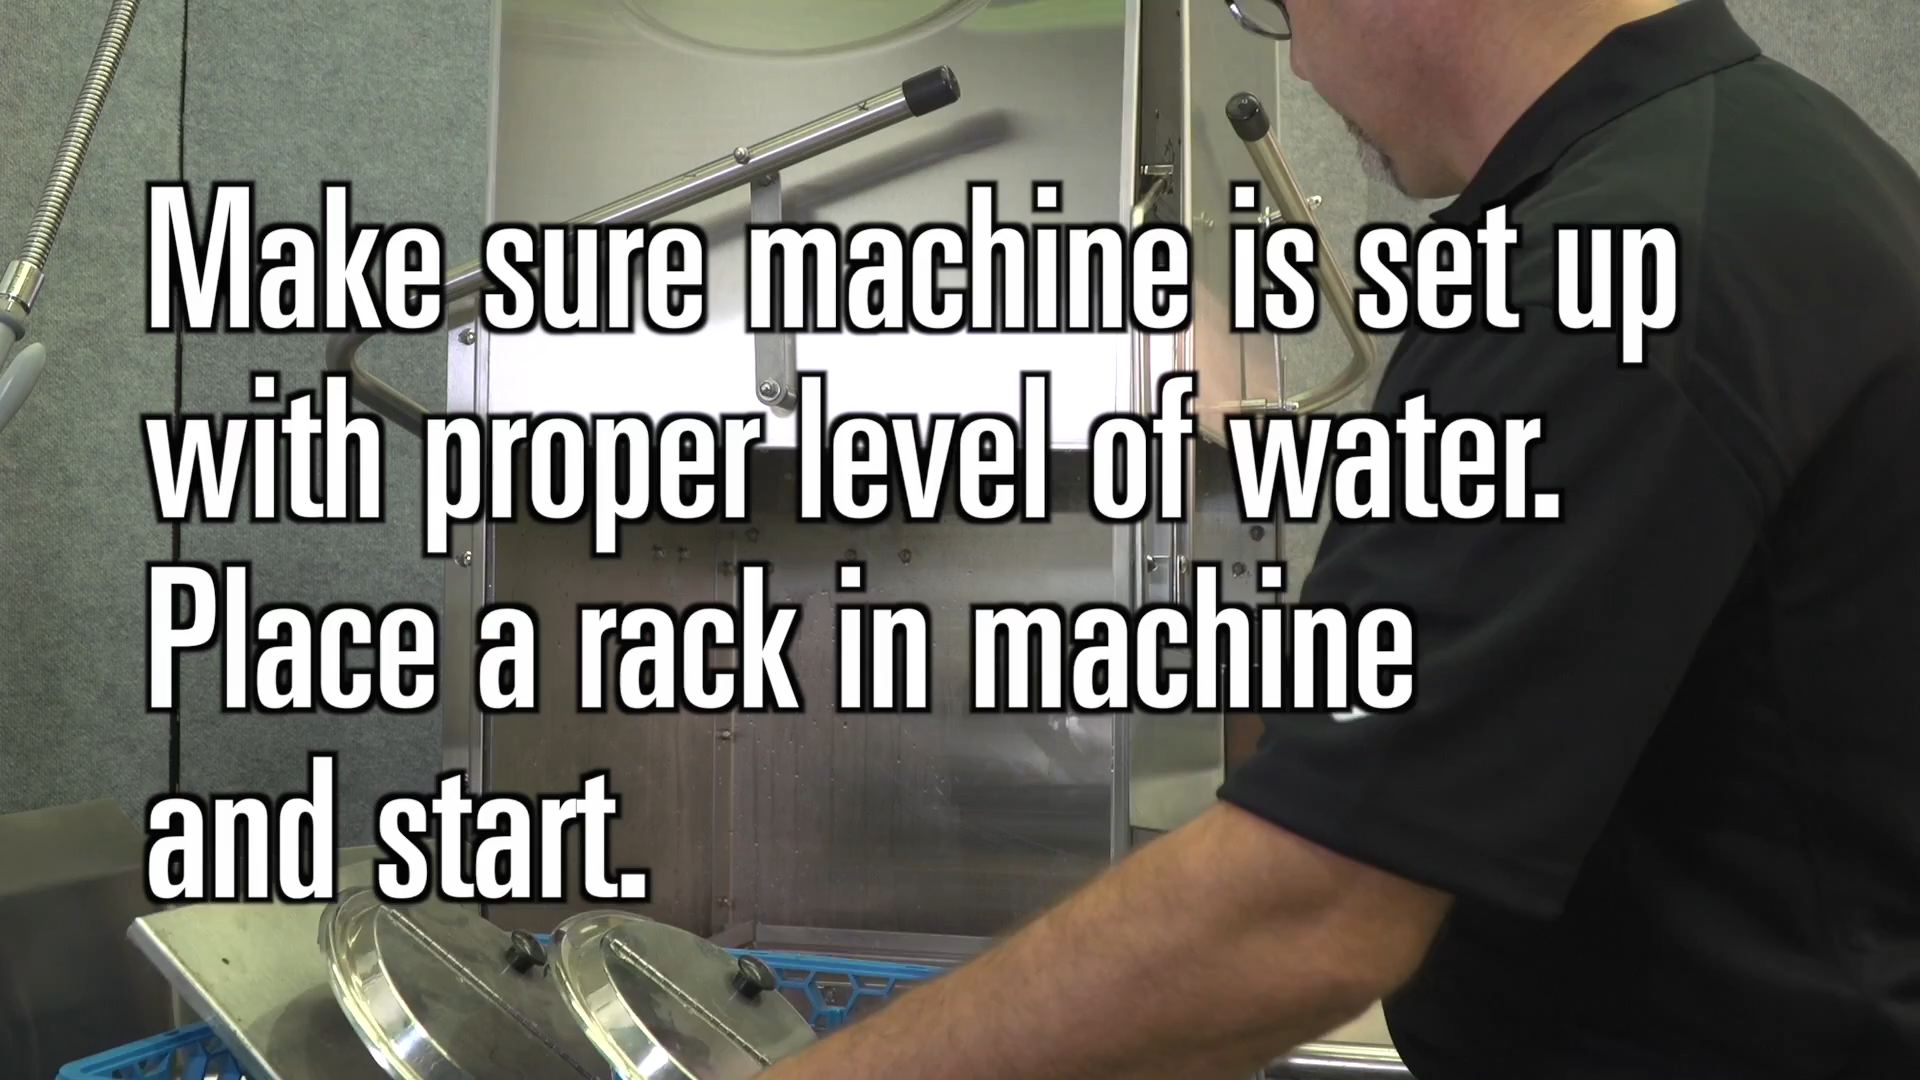 Make sure machine is set up
with proper level of water.
Place a rack in machine
and start.